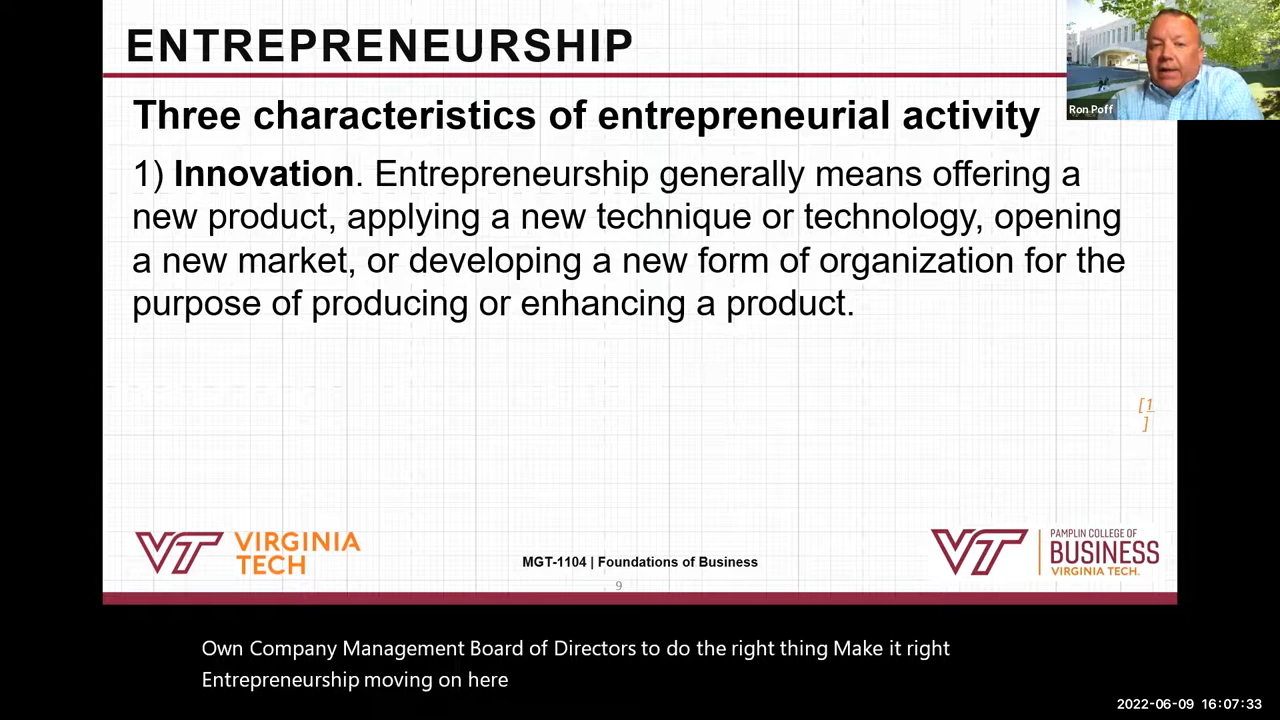 ENTREPRENEURSHIP
Ron Poff
Three characteristics of entrepreneurial activity
1) Innovation. Entrepreneurship generally means offering a
new product, applying a new technique or technology, opening
a new market, or developing a new form of organization for the
purpose of producing or enhancing a product.
[1
]
VT VIRGINIA
TECH
MGT-1104 | Foundations of Business
9
VT PAMPLIN COLLEGE OF
BUSINESS
VIRGINIA TECH.
Own Company Management Board of Directors to do the right thing Make it right
Entrepreneurship moving on here
2022-06-09 16:07:33